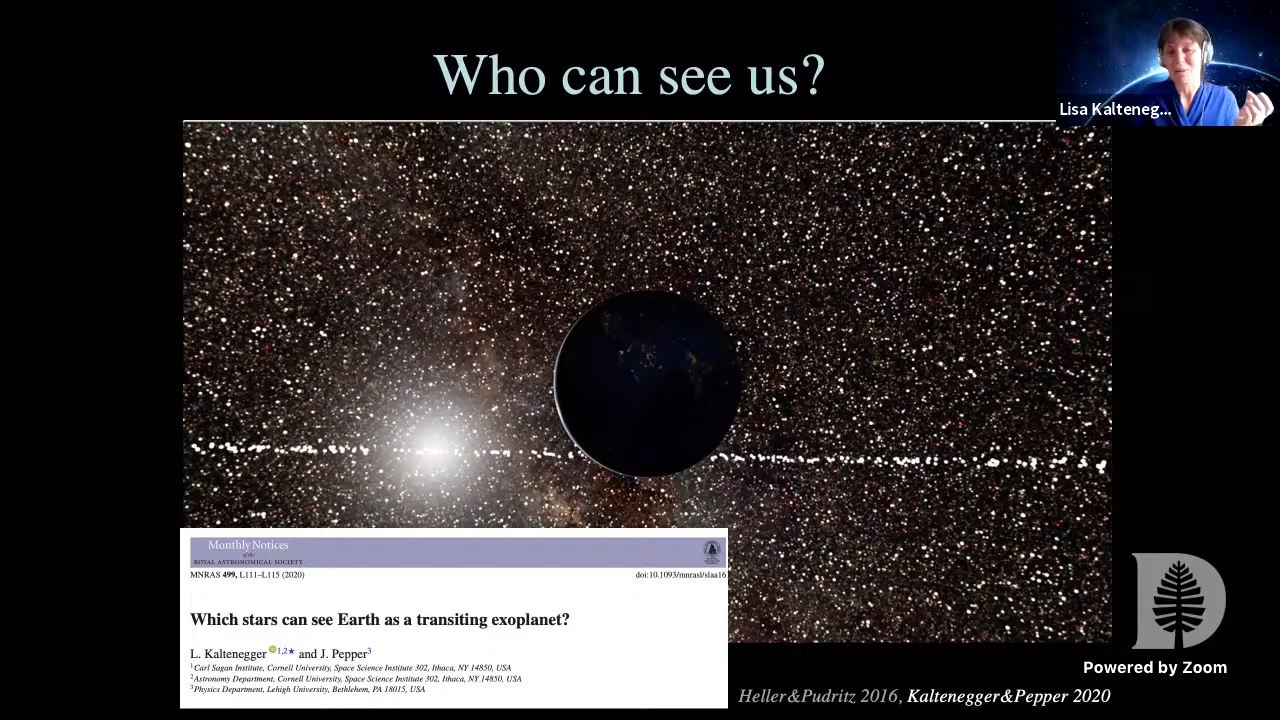 Who can see us?
Lisa Kalteneg...
Monthly Notices
of the
ROYAL ASTRONOMICAL SOCIETY
MNRAS 499, L111–L115 (2020)
doi:10.1093/mnrasl/slaa16
Which stars can see Earth as a transiting exoplanet?
L. Kaltenegger 1,2★ and J. Pepper3
1Carl Sagan Institute, Cornell University, Space Science Institute 302, Ithaca, NY 14850, USA
2Astronomy Department, Cornell University, Space Science Institute 302, Ithaca, NY 14850, USA
3Physics Department, Lehigh University, Bethlehem, PA 18015, USA
Powered by Zoom
Heller&Pudritz 2016, Kaltenegger&Pepper 2020